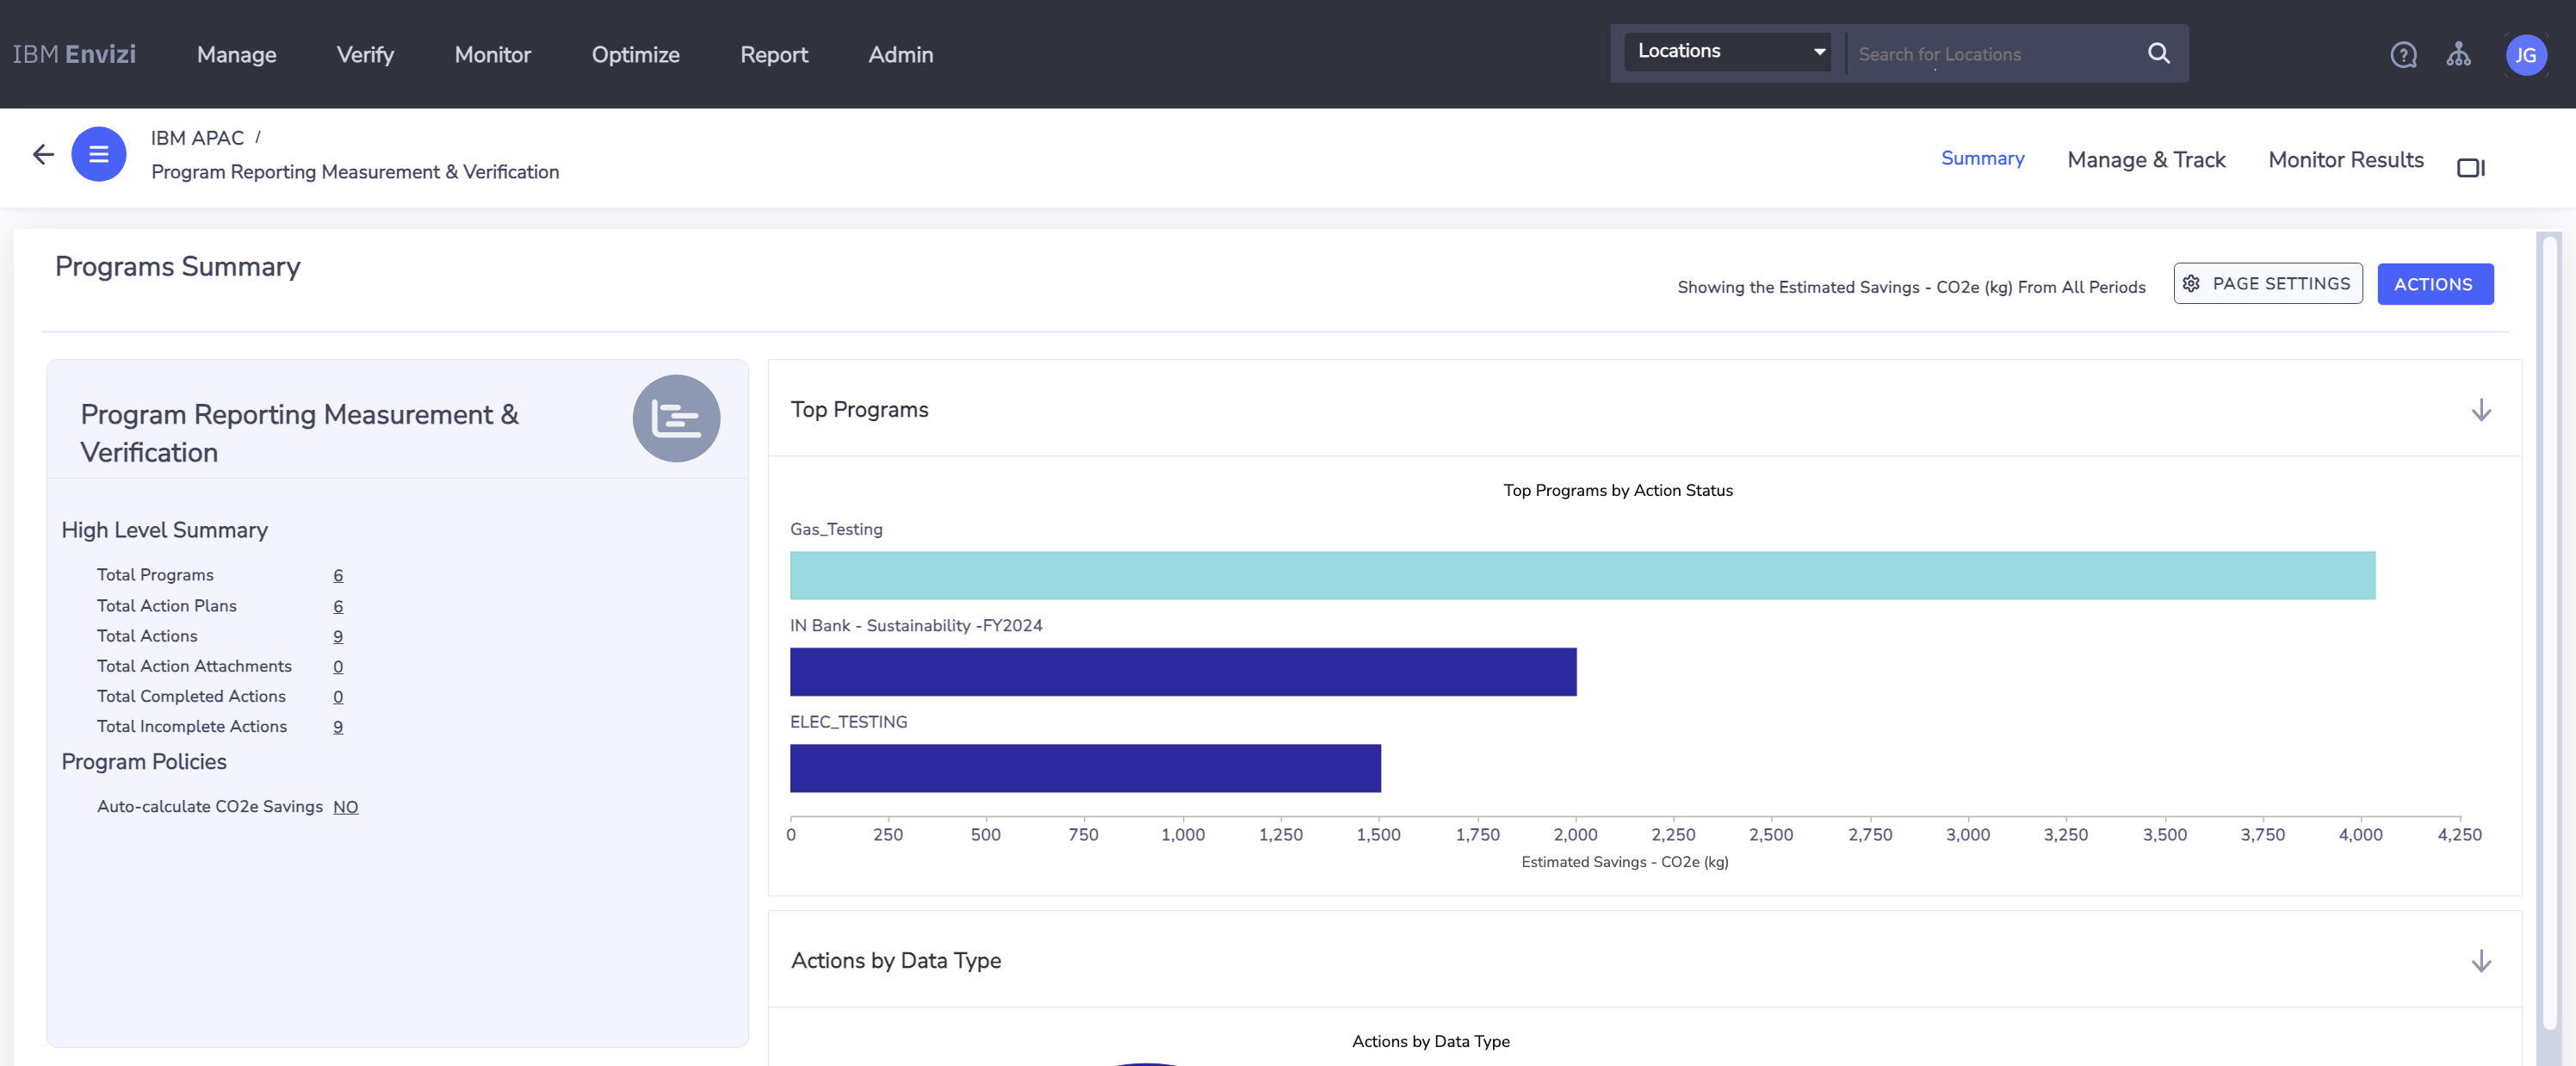 IBM Envizi
Manage
Verify
Monitor
Optimize
Report
Admin
Locations
Search for Locations
JG
IBM APAC /
Program Reporting Measurement & Verification
Summary
Manage & Track
Monitor Results
Programs Summary
Showing the Estimated Savings - CO2e (kg) From All Periods
PAGE SETTINGS
ACTIONS
Program Reporting Measurement &
Verification
High Level Summary
Total Programs 6
Total Action Plans 6
Total Actions 9
Total Action Attachments 0
Total Completed Actions 0
Total Incomplete Actions 9
Program Policies
Auto-calculate CO2e Savings NO
Top Programs
Top Programs by Action Status
Gas_Testing
IN Bank - Sustainability -FY2024
ELEC_TESTING
0 250 500 750 1,000 1,250 1,500 1,750 2,000 2,250 2,500 2,750 3,000 3,250 3,500 3,750 4,000 4,250
Estimated Savings - CO2e (kg)
Actions by Data Type
Actions by Data Type